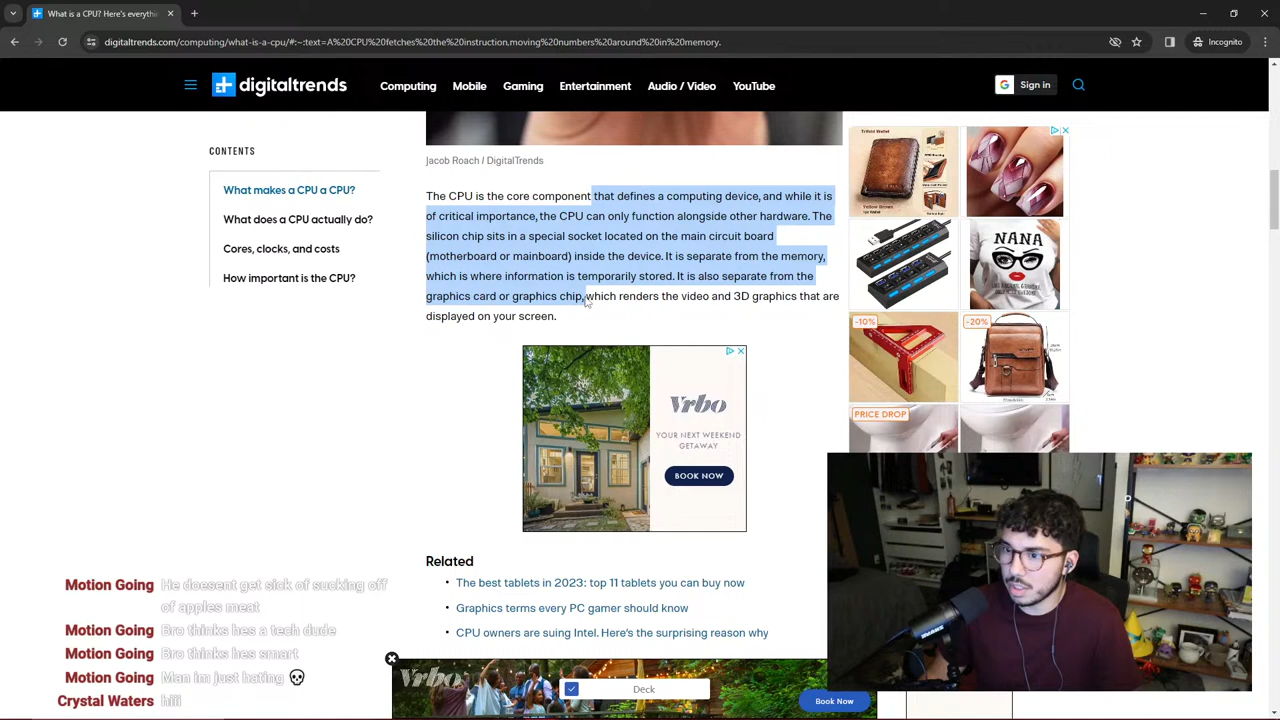 What is a CPU? Here's everythi
digitaltrends.com/computing/what-is-a-cpu/#:~:text=A%20CPU%20fetches%20the%20instruction,moving%20numbers%20around%20in%20memory.
Incognito
digitaltrends
Computing
Mobile
Gaming
Entertainment
Audio / Video
YouTube
Sign in
CONTENTS
What makes a CPU a CPU?
What does a CPU actually do?
Cores, clocks, and costs
How important is the CPU?
Jacob Roach / DigitalTrends
The CPU is the core component that defines a computing device, and while it is
of critical importance, the CPU can only function alongside other hardware. The
silicon chip sits in a special socket located on the main circuit board
(motherboard or mainboard) inside the device. It is separate from the memory,
which is where information is temporarily stored. It is also separate from the
graphics card or graphics chip, which renders the video and 3D graphics that are
displayed on your screen.
Vrbo
YOUR NEXT WEEKEND
GETAWAY
BOOK NOW
Related
The best tablets in 2023: top 11 tablets you can buy now
Graphics terms every PC gamer should know
CPU owners are suing Intel. Here's the surprising reason why
NANA
-10%
-20%
PRICE DROP
Motion Going He doesent get sick of sucking off
of apples meat
Motion Going Bro thinks hes a tech dude
Motion Going Bro thinks hes smart
Motion Going Man im just hating 💀
Crystal Waters hiii
Vrbo
Deck
Book Now